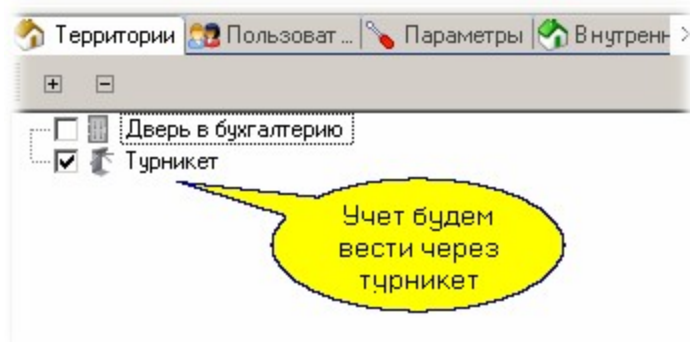 Территории Пользоват ... Параметры Внутренн
Дверь в бухгалтерию
Турникет
Учет будем
вести через
турникет